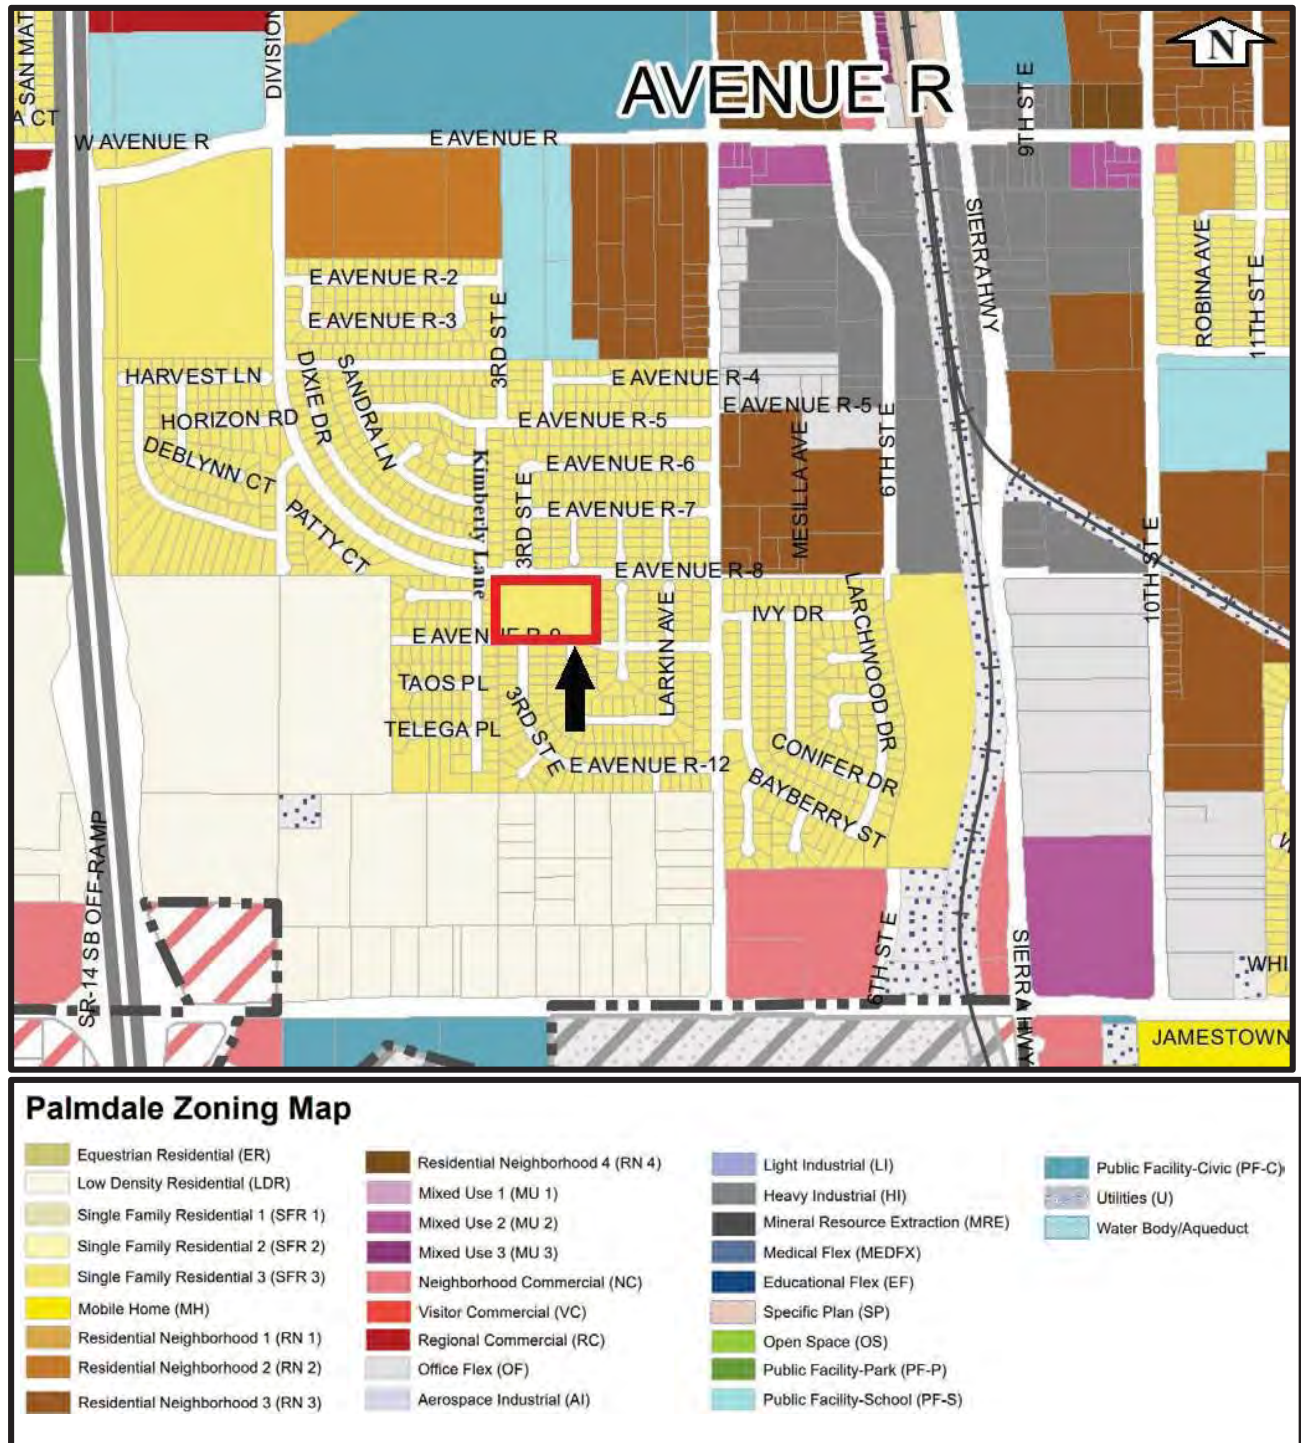 A SAN MAT
DIVISION
N
AVENUE R
9TH ST E
A CT
W AVENUE R
E AVENUE R
SIERRA HWY
ROBINA AVE
11TH ST E
E AVENUE R-2
E AVENUE R-3
3RD ST E
HARVEST LN
DIXIE DR
SANDRA LN
E AVENUE R-4
E AVENUE R-5
HORIZON RD
E AVENUE R-5
6TH ST E
MESILLA AVE
DEBLYNN CT
Kimberly Lane
E AVENUE R-6
3RD ST E
E AVENUE R-7
PATTY CT
10TH ST E
E AVENUE R-8
IVY DR
LARCHWOOD DR
LARKIN AVE
E AVENUE R-9
TAOS PL
3RD ST E
TELEGA PL
E AVENUE R-12
CONIFER DR
BAYBERRY ST
SR-14 SB OFF-RAMP
6TH ST E
SIERRA HWY
WHI
JAMESTOWN
Palmdale Zoning Map
Equestrian Residential (ER)
Low Density Residential (LDR)
Single Family Residential 1 (SFR 1)
Single Family Residential 2 (SFR 2)
Single Family Residential 3 (SFR 3)
Mobile Home (MH)
Residential Neighborhood 1 (RN 1)
Residential Neighborhood 2 (RN 2)
Residential Neighborhood 3 (RN 3)
Residential Neighborhood 4 (RN 4)
Mixed Use 1 (MU 1)
Mixed Use 2 (MU 2)
Mixed Use 3 (MU 3)
Neighborhood Commercial (NC)
Visitor Commercial (VC)
Regional Commercial (RC)
Office Flex (OF)
Aerospace Industrial (AI)
Light Industrial (LI)
Heavy Industrial (HI)
Mineral Resource Extraction (MRE)
Medical Flex (MEDFX)
Educational Flex (EF)
Specific Plan (SP)
Open Space (OS)
Public Facility-Park (PF-P)
Public Facility-School (PF-S)
Public Facility-Civic (PF-C)
Utilities (U)
Water Body/Aqueduct